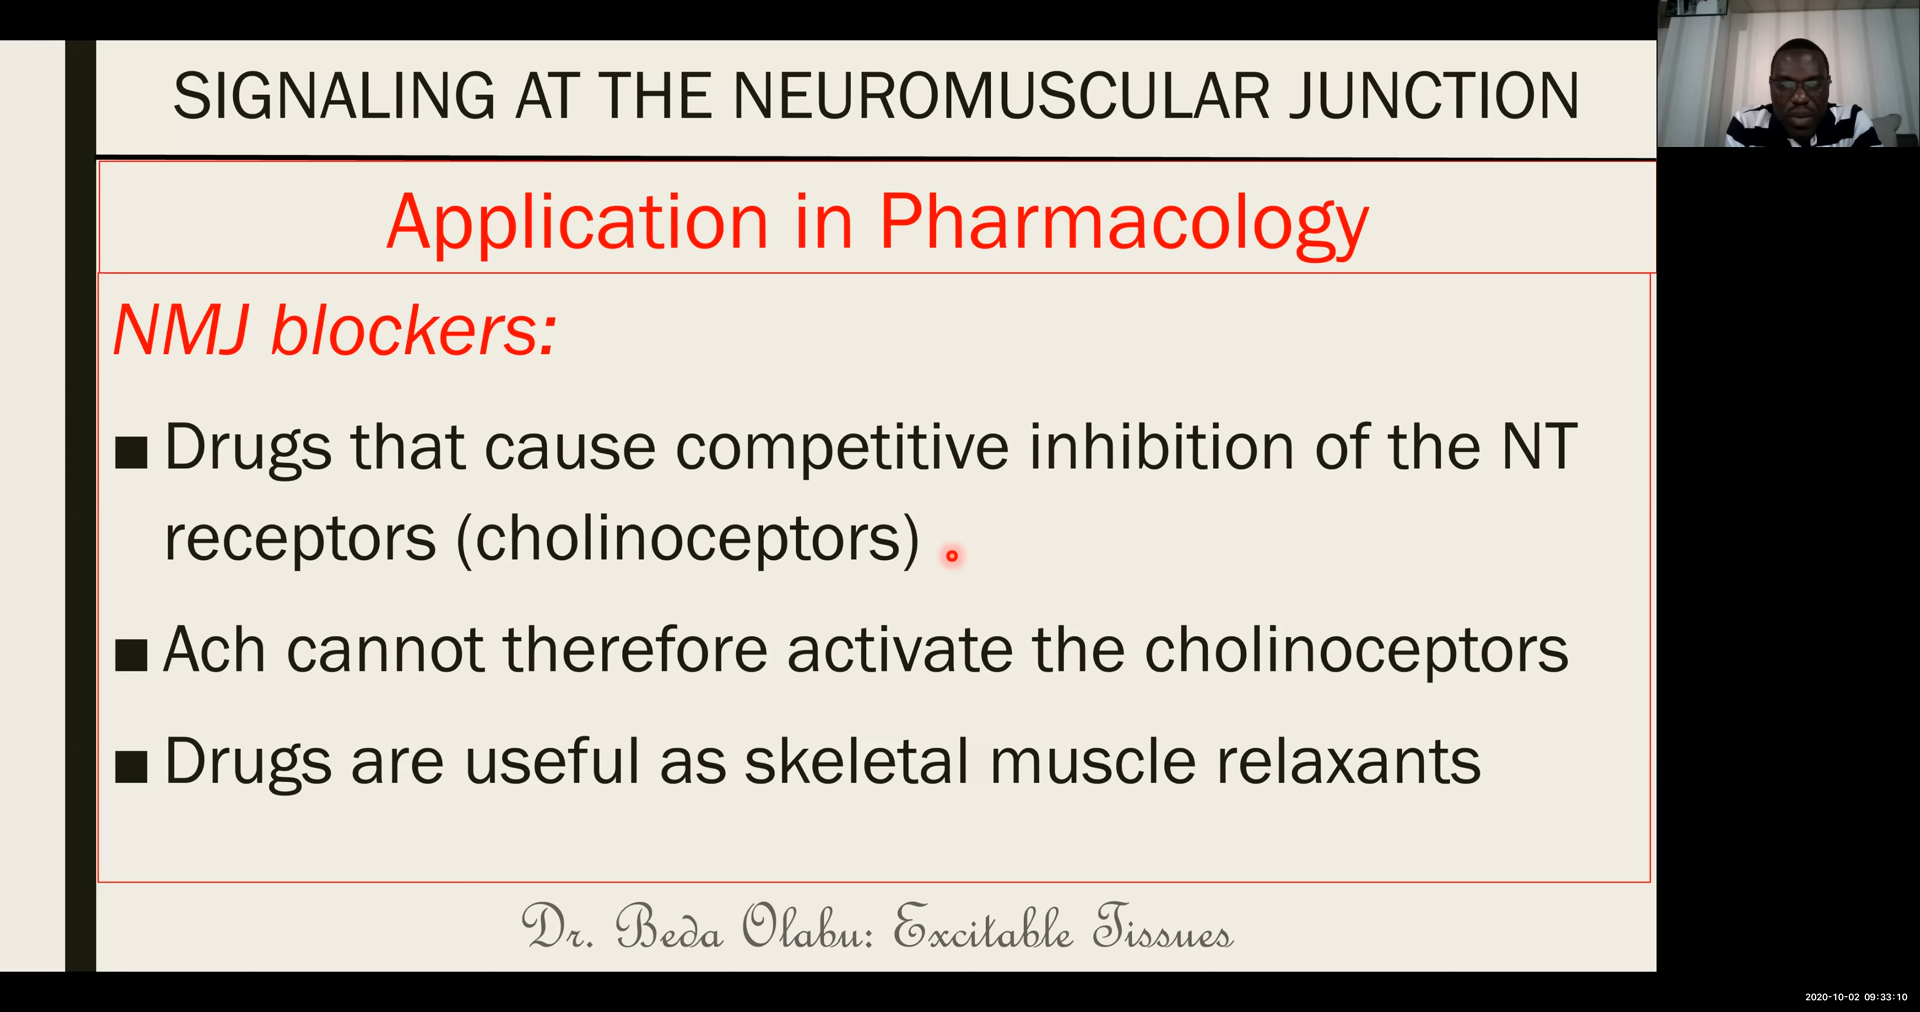 SIGNALING AT THE NEUROMUSCULAR JUNCTION
Application in Pharmacology
NMJ blockers:
■ Drugs that cause competitive inhibition of the NT
receptors (cholinoceptors)
■ Ach cannot therefore activate the cholinoceptors
■ Drugs are useful as skeletal muscle relaxants
Dr. Beda Olabu: Excitable Tissues
2020-10-02 09:33:10